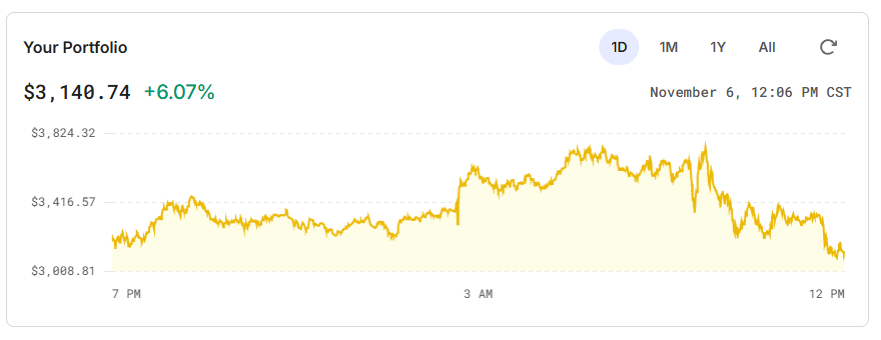 Your Portfolio
1D 1M 1Y All
$3,140.74 +6.07%
November 6, 12:06 PM CST
$3,824.32
$3,416.57
$3,008.81
7 PM 3 AM 12 PM